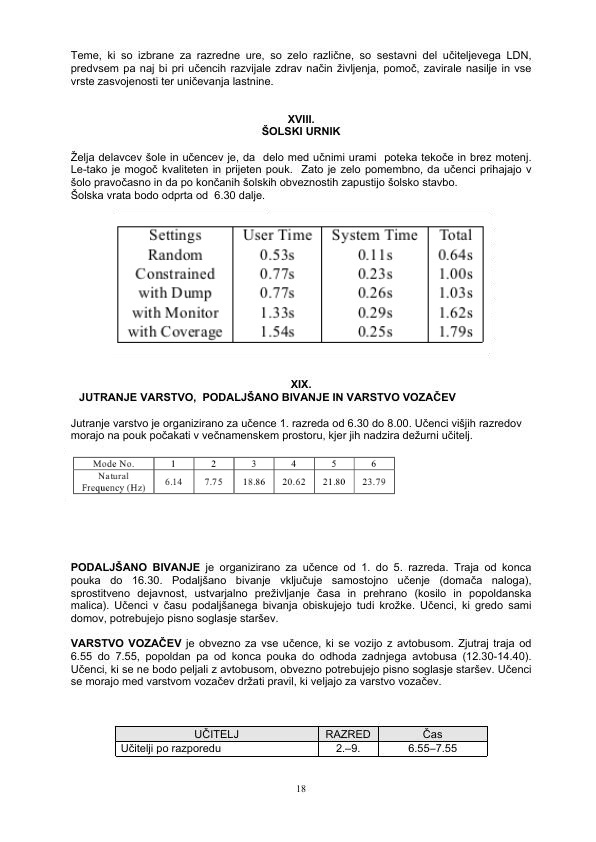 Teme, ki so izbrane za razredne ure, so zelo različne, so sestavni del učiteljevega LDN,
predvsem pa naj bi pri učencih razvijale zdrav način življenja, pomoč, zavirale nasilje in vse
vrste zasvojenosti ter uničevanja lastnine.
XVIII.
ŠOLSKI URNIK
Želja delavcev šole in učencev je, da delo med učnimi urami poteka tekoče in brez motenj.
Le-tako je mogoč kvaliteten in prijeten pouk. Zato je zelo pomembno, da učenci prihajajo v
šolo pravočasno in da po končanih šolskih obveznostih zapustijo šolsko stavbo.
Šolska vrata bodo odprta od 6.30 dalje.
Settings User Time System Time Total
Random 0.53s 0.11s 0.64s
Constrained 0.77s 0.23s 1.00s
with Dump 0.77s 0.26s 1.03s
with Monitor 1.33s 0.29s 1.62s
with Coverage 1.54s 0.25s 1.79s
XIX.
JUTRANJE VARSTVO, PODALJŠANO BIVANJE IN VARSTVO VOZAČEV
Jutranje varstvo je organizirano za učence 1. razreda od 6.30 do 8.00. Učenci višjih razredov
morajo na pouk počakati v večnamenskem prostoru, kjer jih nadzira dežurni učitelj.
Mode No. 1 2 3 4 5 6
Natural
Frequency (Hz) 6.14 7.75 18.86 20.62 21.80 23.79
PODALJŠANO BIVANJE je organizirano za učence od 1. do 5. razreda. Traja od konca
pouka do 16.30. Podaljšano bivanje vključuje samostojno učenje (domača naloga),
sprostitveno dejavnost, ustvarjalno preživljanje časa in prehrano (kosilo in popoldanska
malica). Učenci v času podaljšanega bivanja obiskujejo tudi krožke. Učenci, ki gredo sami
domov, potrebujejo pisno soglasje staršev.
VARSTVO VOZAČEV je obvezno za vse učence, ki se vozijo z avtobusom. Zjutraj traja od
6.55 do 7.55, popoldan pa od konca pouka do odhoda zadnjega avtobusa (12.30-14.40).
Učenci, ki se ne bodo peljali z avtobusom, obvezno potrebujejo pisno soglasje staršev. Učenci
se morajo med varstvom vozačev držati pravil, ki veljajo za varstvo vozačev.
UČITELJ RAZRED Čas
Učitelji po razporedu 2.–9. 6.55–7.55
18